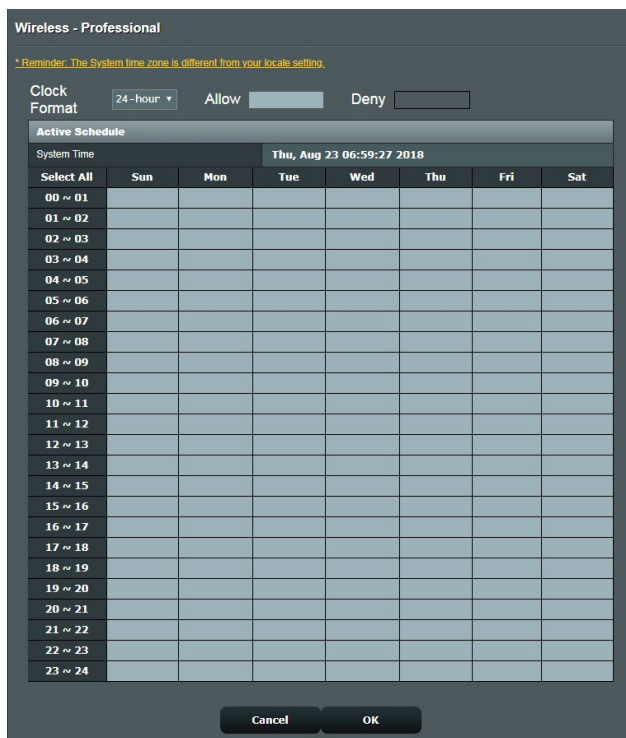 Wireless - Professional
* Reminder: The System time zone is different from your locale setting.
Clock Format 24-hour Allow Deny
Active Schedule
System Time Thu, Aug 23 06:59:27 2018
Select All Sun Mon Tue Wed Thu Fri Sat
00 ~ 01
01 ~ 02
02 ~ 03
03 ~ 04
04 ~ 05
05 ~ 06
06 ~ 07
07 ~ 08
08 ~ 09
09 ~ 10
10 ~ 11
11 ~ 12
12 ~ 13
13 ~ 14
14 ~ 15
15 ~ 16
16 ~ 17
17 ~ 18
18 ~ 19
19 ~ 20
20 ~ 21
21 ~ 22
22 ~ 23
23 ~ 24
Cancel OK